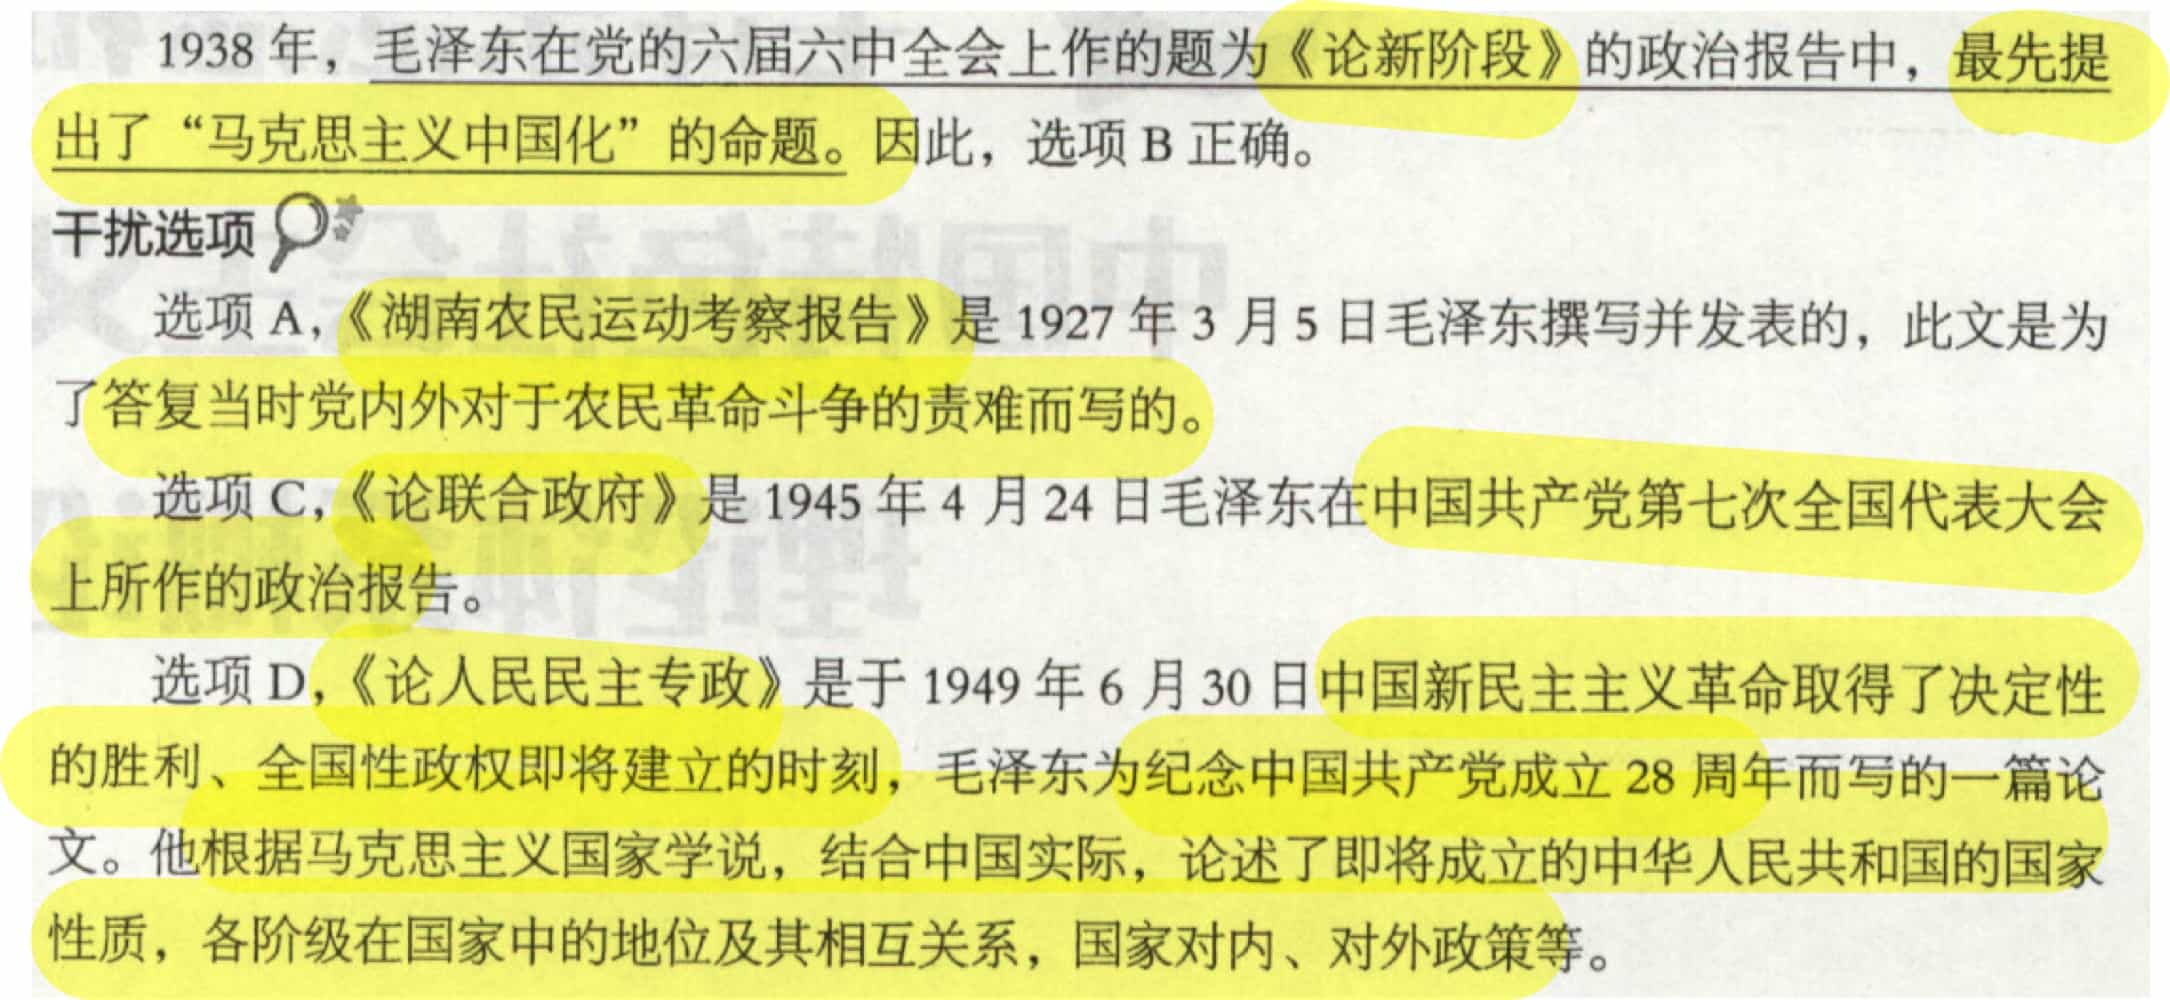 1938 年，毛泽东在党的六届六中全会上作的题为《论新阶段》的政治报告中，最先提
出了“马克思主义中国化”的命题。因此，选项 B 正确。
干扰选项
选项 A，《湖南农民运动考察报告》是 1927 年 3 月 5 日毛泽东撰写并发表的，此文是为
了答复当时党内外对于农民革命斗争的责难而写的。
选项 C，《论联合政府》是 1945 年 4 月 24 日毛泽东在中国共产党第七次全国代表大会
上所作的政治报告。
选项 D，《论人民民主专政》是于 1949 年 6 月 30 日中国新民主主义革命取得了决定性
的胜利、全国性政权即将建立的时刻，毛泽东为纪念中国共产党成立 28 周年而写的一篇论
文。他根据马克思主义国家学说，结合中国实际，论述了即将成立的中华人民共和国的国家
性质，各阶级在国家中的地位及其相互关系，国家对内、对外政策等。